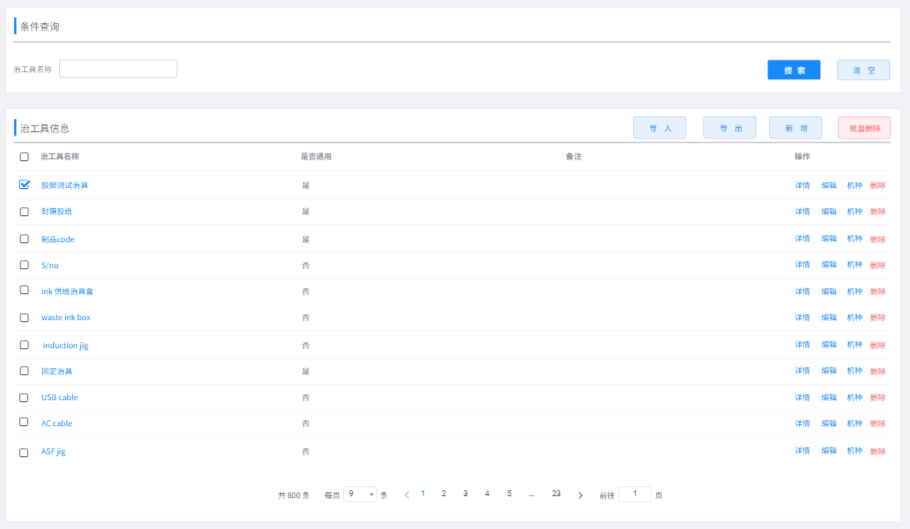 条件查询
治工具名称
搜 索 清 空
治工具信息 导 入 导 出 新 增 批量删除
治工具名称 是否通用 备注 操作
胶脚测试治具 是 详情 编辑 机种 删除
封箱胶纸 是 详情 编辑 机种 删除
制品code 是 详情 编辑 机种 删除
S/no 否 详情 编辑 机种 删除
Ink 供给治具盒 否 详情 编辑 机种 删除
waste ink box 否 详情 编辑 机种 删除
induction jig 否 详情 编辑 机种 删除
固定治具 是 详情 编辑 机种 删除
USB cable 否 详情 编辑 机种 删除
AC cable 否 详情 编辑 机种 删除
ASF jig 否 详情 编辑 机种 删除
共 800 条 每页 9 条 < 1 2 3 4 5 ... 23 > 前往 1 页